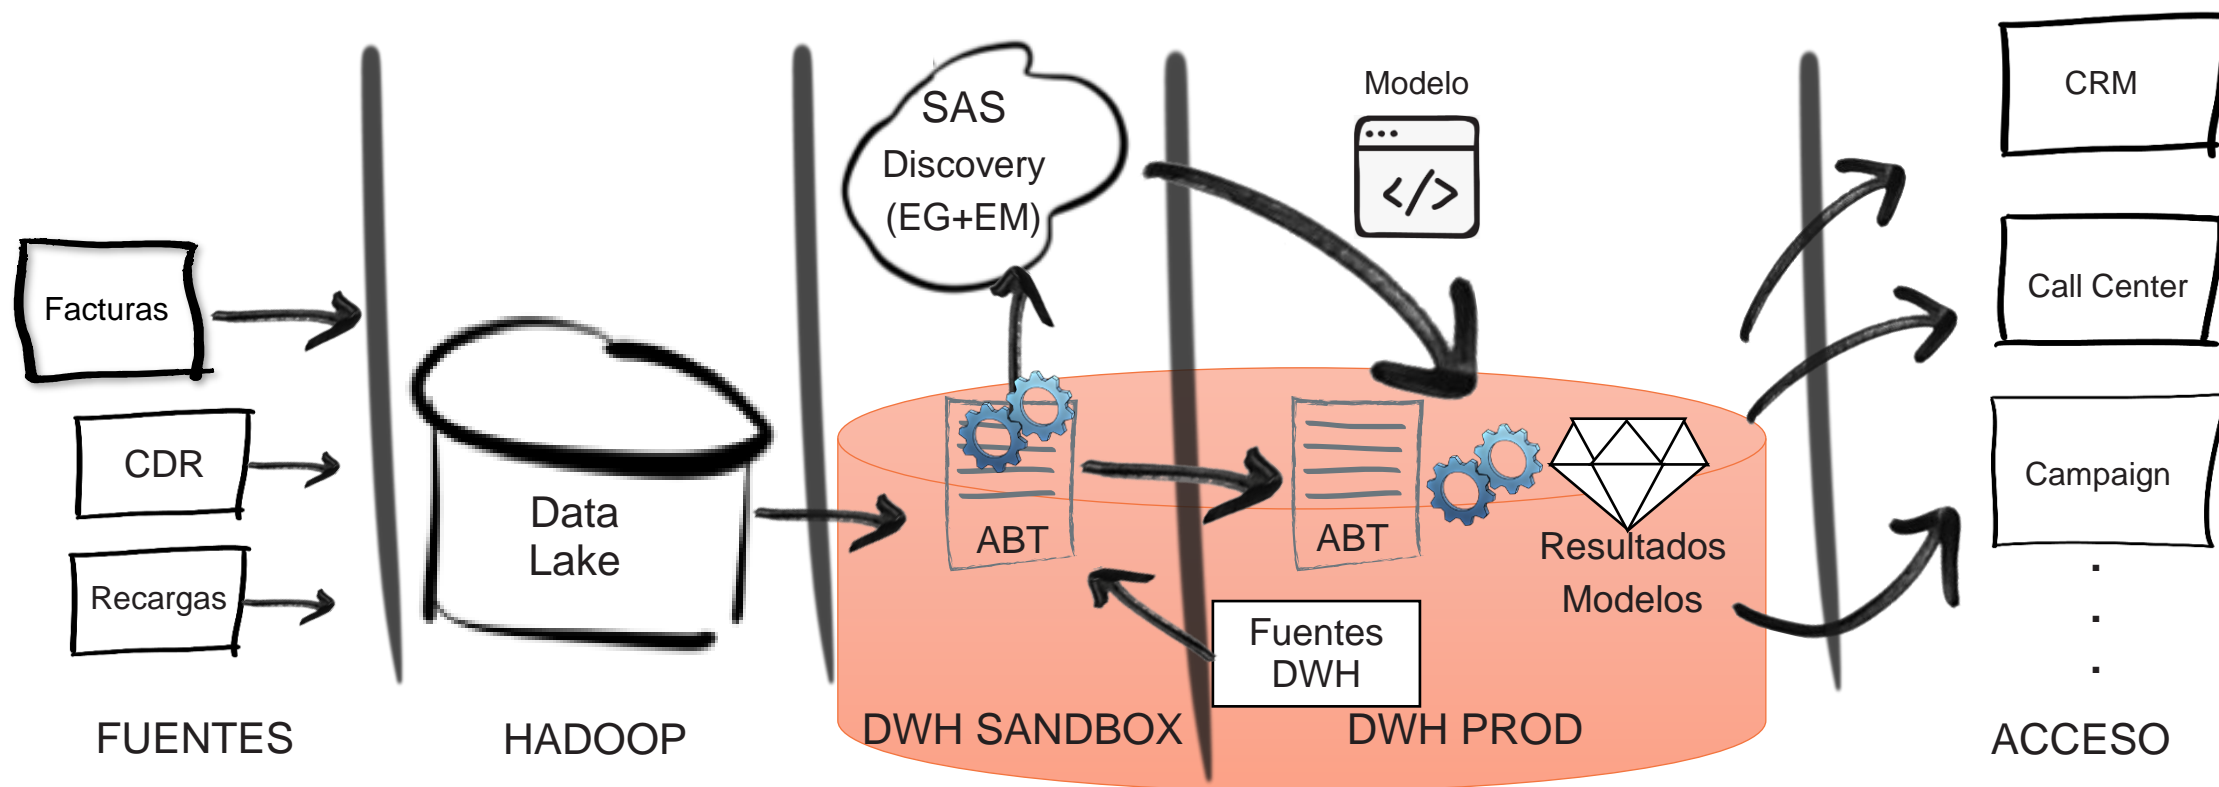 Facturas
CDR
Recargas
FUENTES
Data
Lake
HADOOP
SAS
Discovery
(EG+EM)
ABT
DWH SANDBOX
Modelo
</>
ABT
Resultados
Modelos
Fuentes
DWH
DWH PROD
CRM
Call Center
Campaign
.
.
.
ACCESO